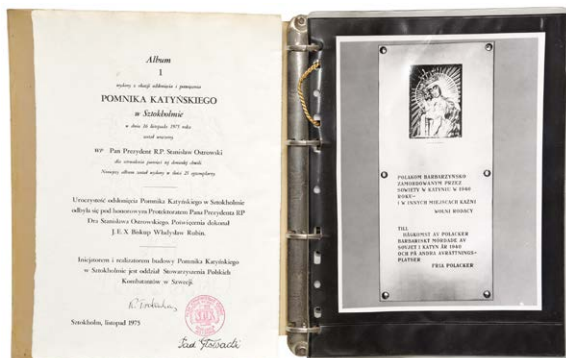 Album
1
wydany z okazji odsłonięcia i poświęcenia
POMNIKA KATYŃSKIEGO
w Sztokholmie
w dniu 16 listopada 1975 roku
został wręczony
WP Pan Prezydent R.P. Stanisław Ostrowski
dla utrwalenia pamięci tej doniosłej chwili
Niniejszy album został wydany w ilości 25 egzemplarzy
Uroczystość odsłonięcia Pomnika Katyńskiego w Sztokholmie
odbyła się pod honorowym Protektoratem Pana Prezydenta RP
Dra Stanisława Ostrowskiego. Poświęcenia dokonał
J.E.X Biskup Władysław Rubin.
Inicjatorem i realizatorem budowy Pomnika Katyńskiego
w Sztokholmie jest oddział Stowarzyszenia Polskich
Kombatantów w Szwecji.
Sztokholm, listopad 1975
POLAKOM BARBARZYŃSKO
ZAMORDOWANYM PRZEZ
SOWIETY W KATYNIU W 1940
ROKU-
I W INNYCH MIEJSCACH KAŹNI
WOLNI RODACY
TILL
HÅGKOMST AV POLACKER
BARBARISKT MÖRDADE AV
SOVJET I KATYN ÅR 1940
OCH PÅ ANDRA AVRÄTTNINGS-
PLATSER
FRIA POLACKER